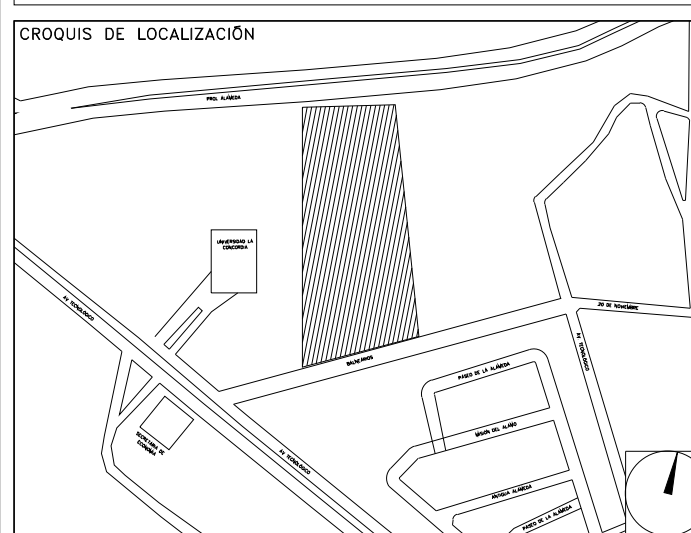 CROQUIS DE LOCALIZACIÓN
PROL ALAMEDA
UNIVERSIDAD LA
CONCORDIA
AV TECNOLOGICO
20 DE NOVIEMBRE
BALNEARIOS
AV TECNOLOGICO
PASEO DE LA ALAMEDA
MISION DEL ALAMO
SECRETARIA DE
ECONOMIA
AV TECNOLOGICO
ANTIGUA ALAMEDA
PASEO DE LA ALAMEDA